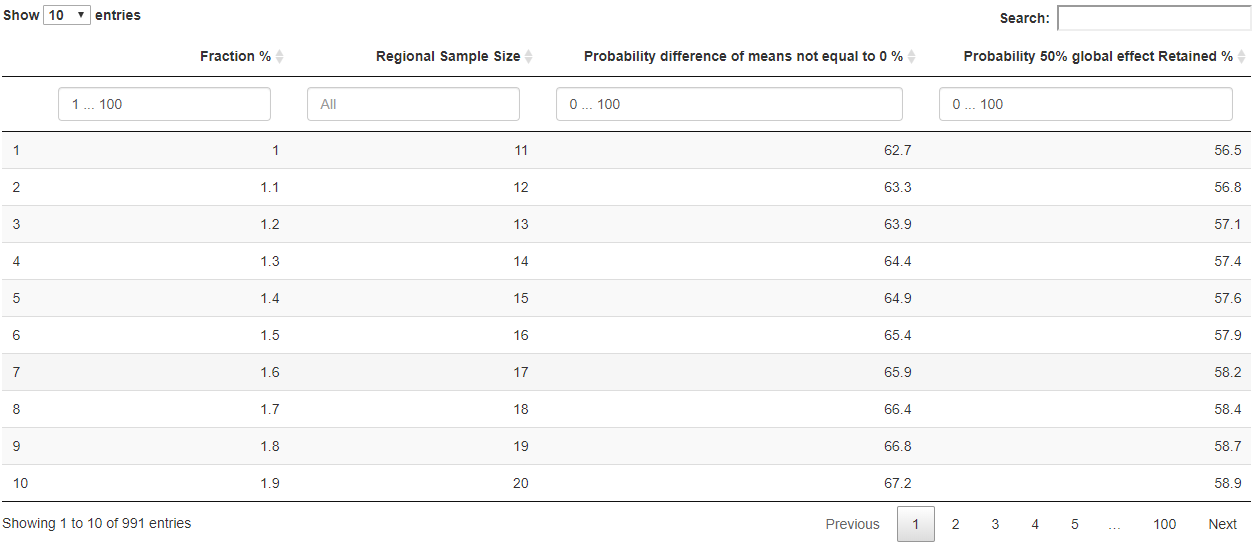 Show 10 entries
Search:
Fraction % Regional Sample Size Probability difference of means not equal to 0 % Probability 50% global effect Retained %
1 ... 100 All 0 ... 100 0 ... 100
1 1 11 62.7 56.5
2 1.1 12 63.3 56.8
3 1.2 13 63.9 57.1
4 1.3 14 64.4 57.4
5 1.4 15 64.9 57.6
6 1.5 16 65.4 57.9
7 1.6 17 65.9 58.2
8 1.7 18 66.4 58.4
9 1.8 19 66.8 58.7
10 1.9 20 67.2 58.9
Showing 1 to 10 of 991 entries
Previous 1 2 3 4 5 … 100 Next